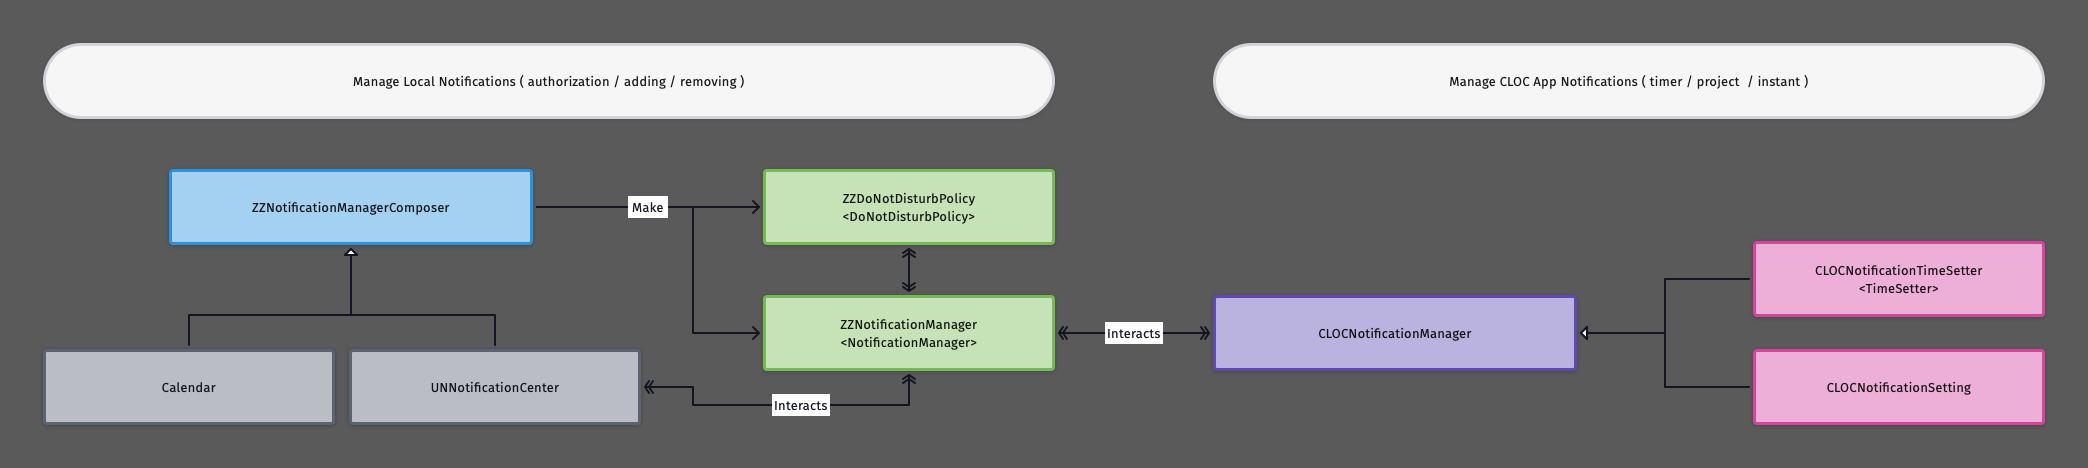 Manage Local Notifications ( authorization / adding / removing )
Manage CLOC App Notifications ( timer / project  / instant )
ZZNotificationManagerComposer
Make
ZZDoNotDisturbPolicy
<DoNotDisturbPolicy>
ZZNotificationManager
<NotificationManager>
Interacts
CLOCNotificationManager
CLOCNotificationTimeSetter
<TimeSetter>
CLOCNotificationSetting
Calendar
UNNotificationCenter
Interacts